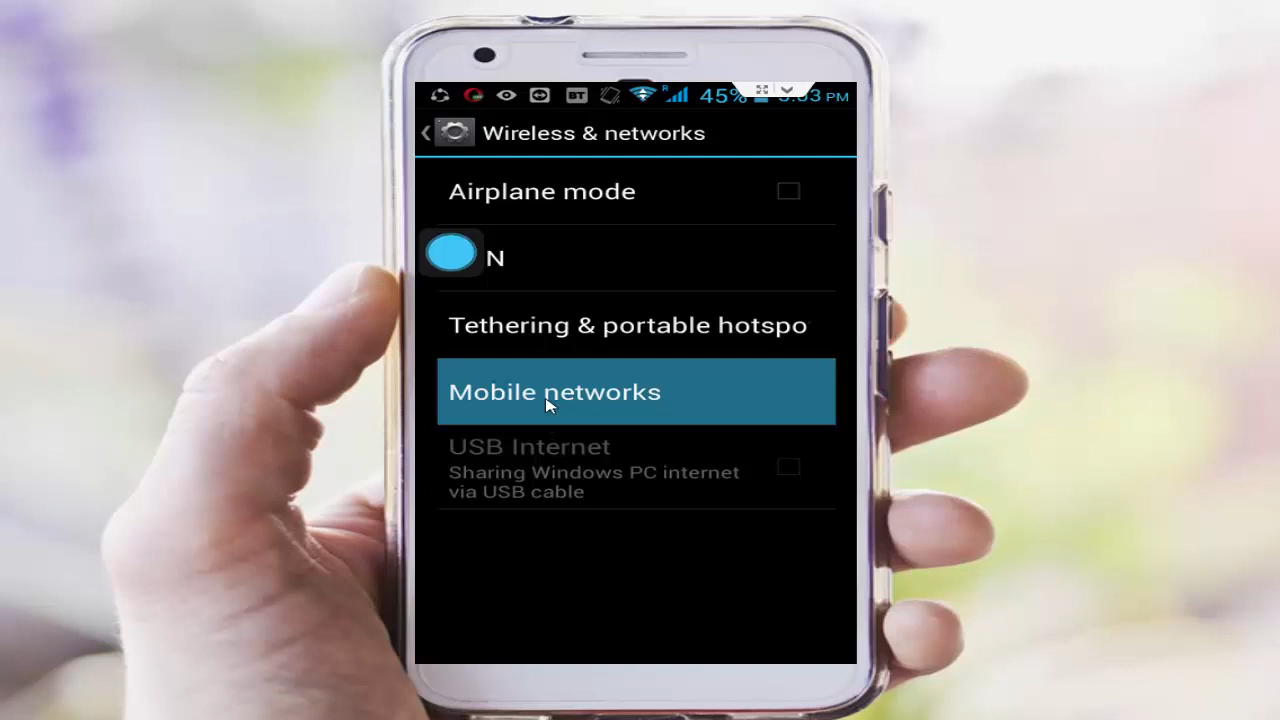 R 45% PM
Wireless & networks
Airplane mode
N
Tethering & portable hotspo
Mobile networks
USB Internet
Sharing Windows PC internet
via USB cable